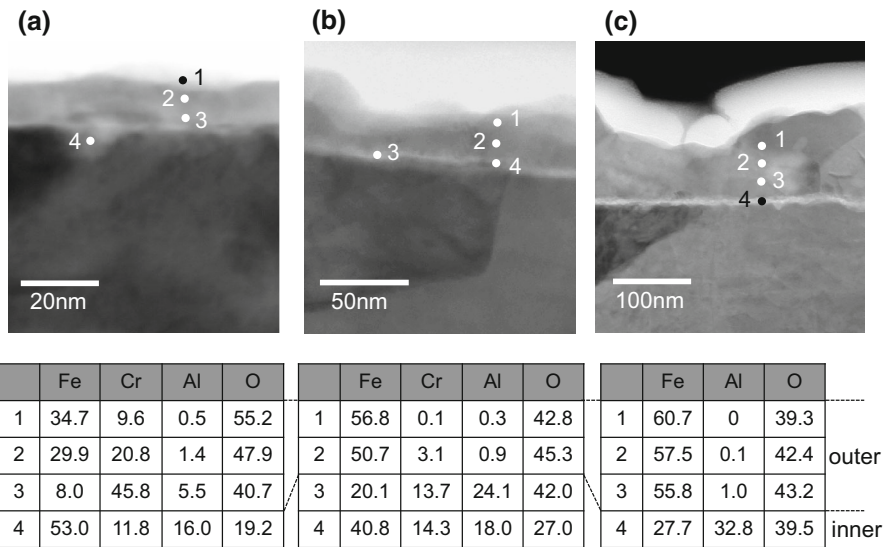 (a) (b) (c)
1
2
3
4
20nm
1
2
3
4
50nm
1
2
3
4
100nm
Fe Cr Al O
1 34.7 9.6 0.5 55.2
2 29.9 20.8 1.4 47.9
3 8.0 45.8 5.5 40.7
4 53.0 11.8 16.0 19.2
Fe Cr Al O
1 56.8 0.1 0.3 42.8
2 50.7 3.1 0.9 45.3
3 20.1 13.7 24.1 42.0
4 40.8 14.3 18.0 27.0
Fe Al O
1 60.7 0 39.3
2 57.5 0.1 42.4
3 55.8 1.0 43.2
4 27.7 32.8 39.5
outer
inner